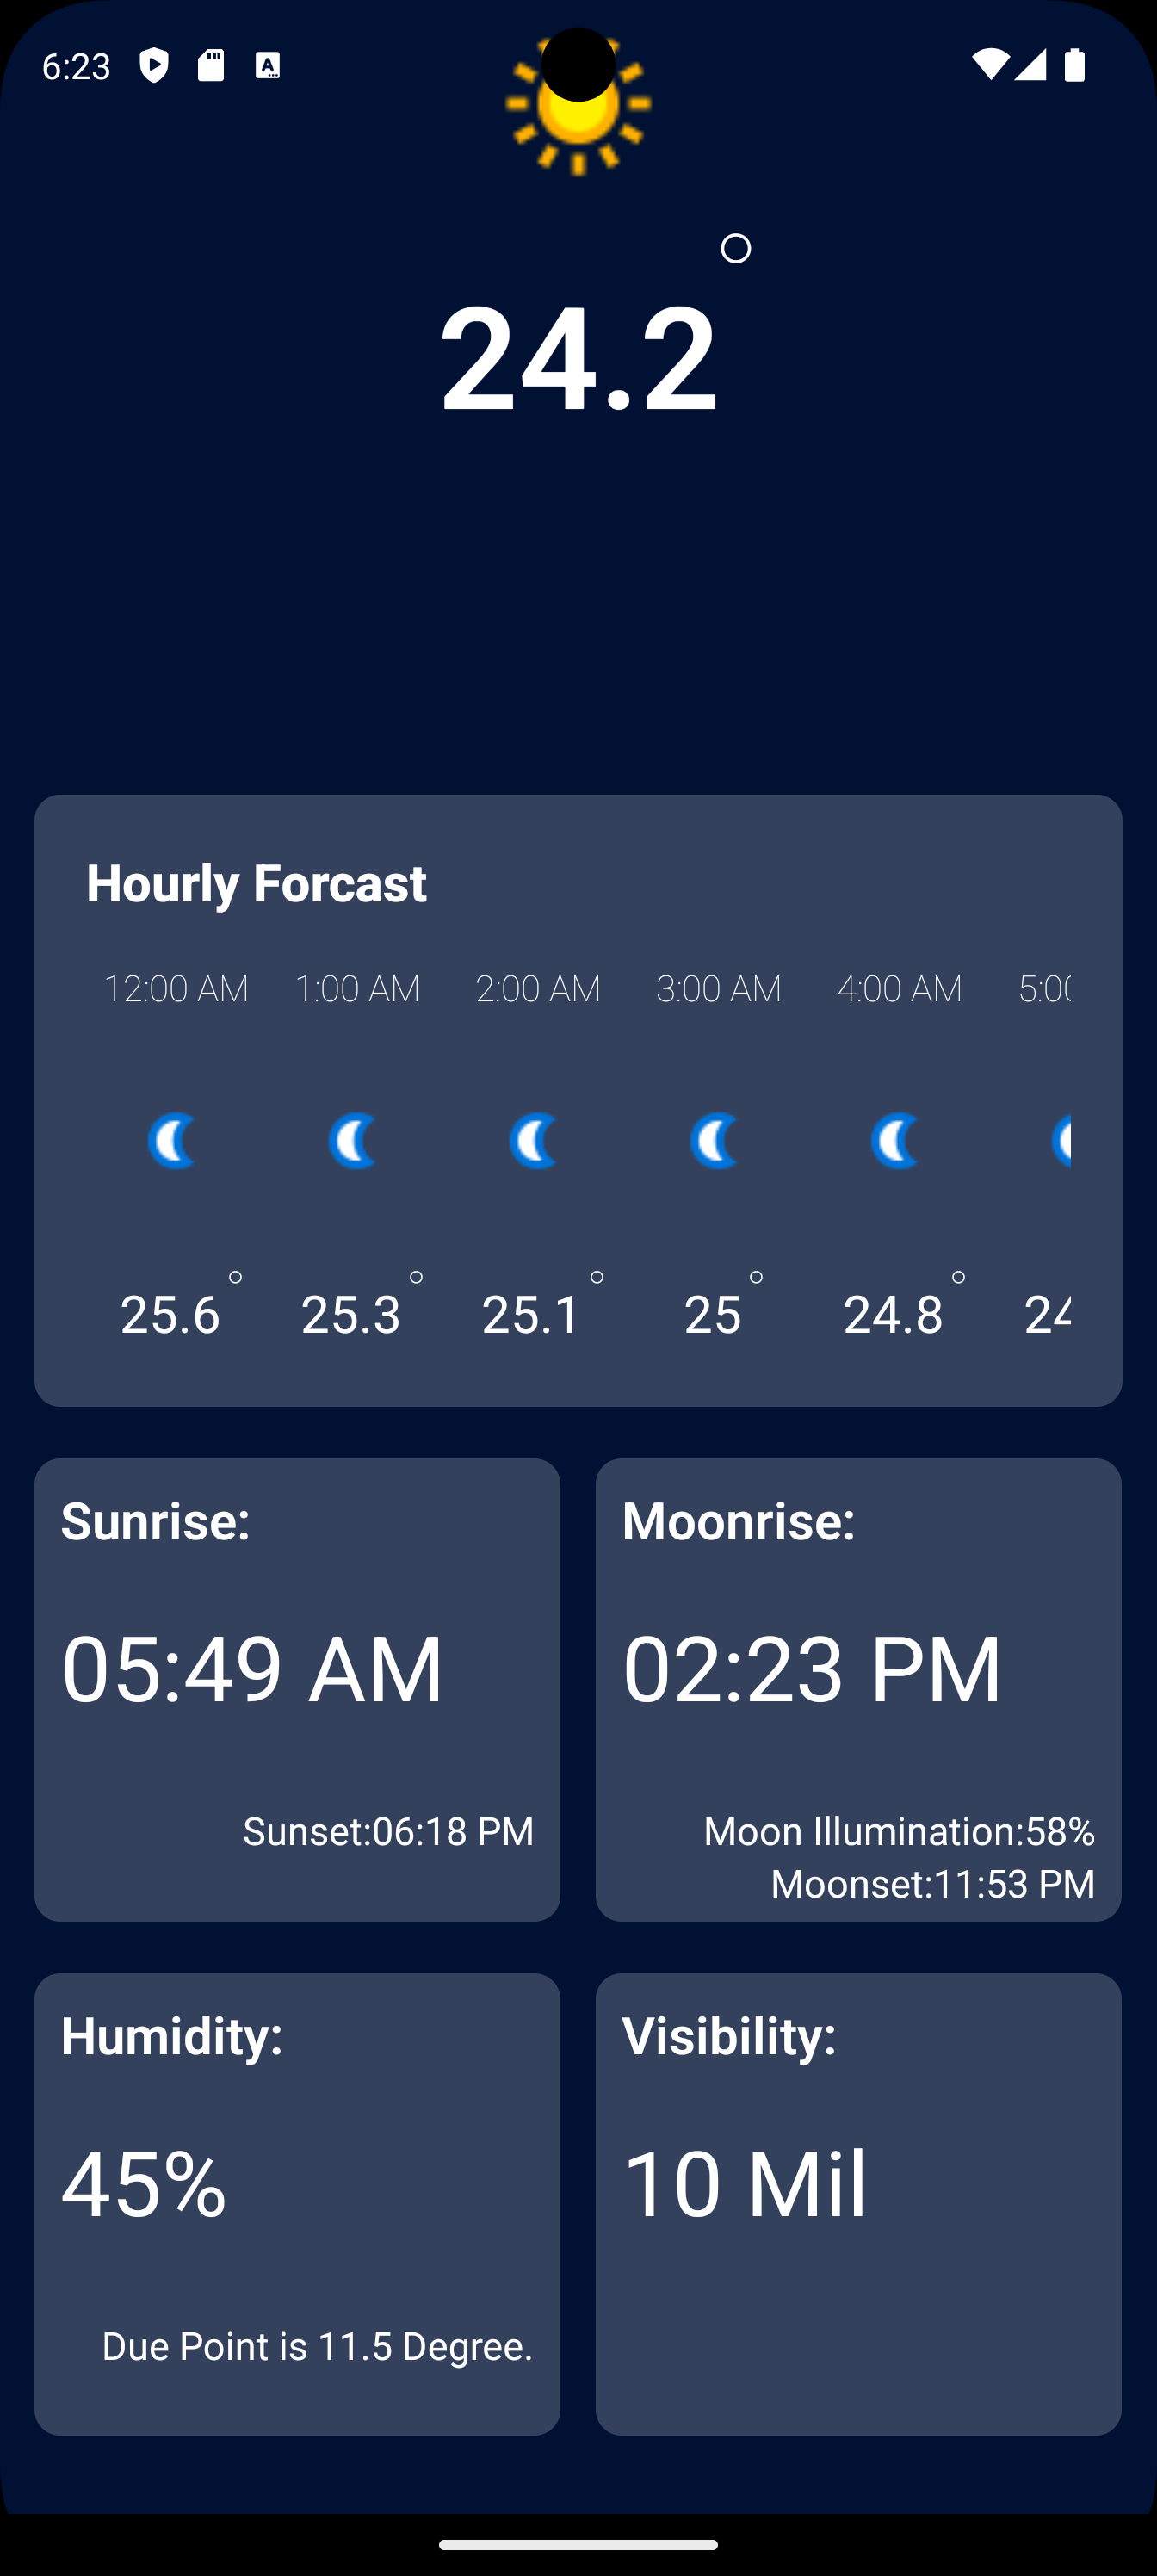 6:23
24.2°
Hourly Forcast
12:00 AM 1:00 AM 2:00 AM 3:00 AM 4:00 AM 5:00
25.6° 25.3° 25.1° 25° 24.8° 24
Sunrise:
05:49 AM
Sunset:06:18 PM
Moonrise:
02:23 PM
Moon Illumination:58%
Moonset:11:53 PM
Humidity:
45%
Due Point is 11.5 Degree.
Visibility:
10 Mil